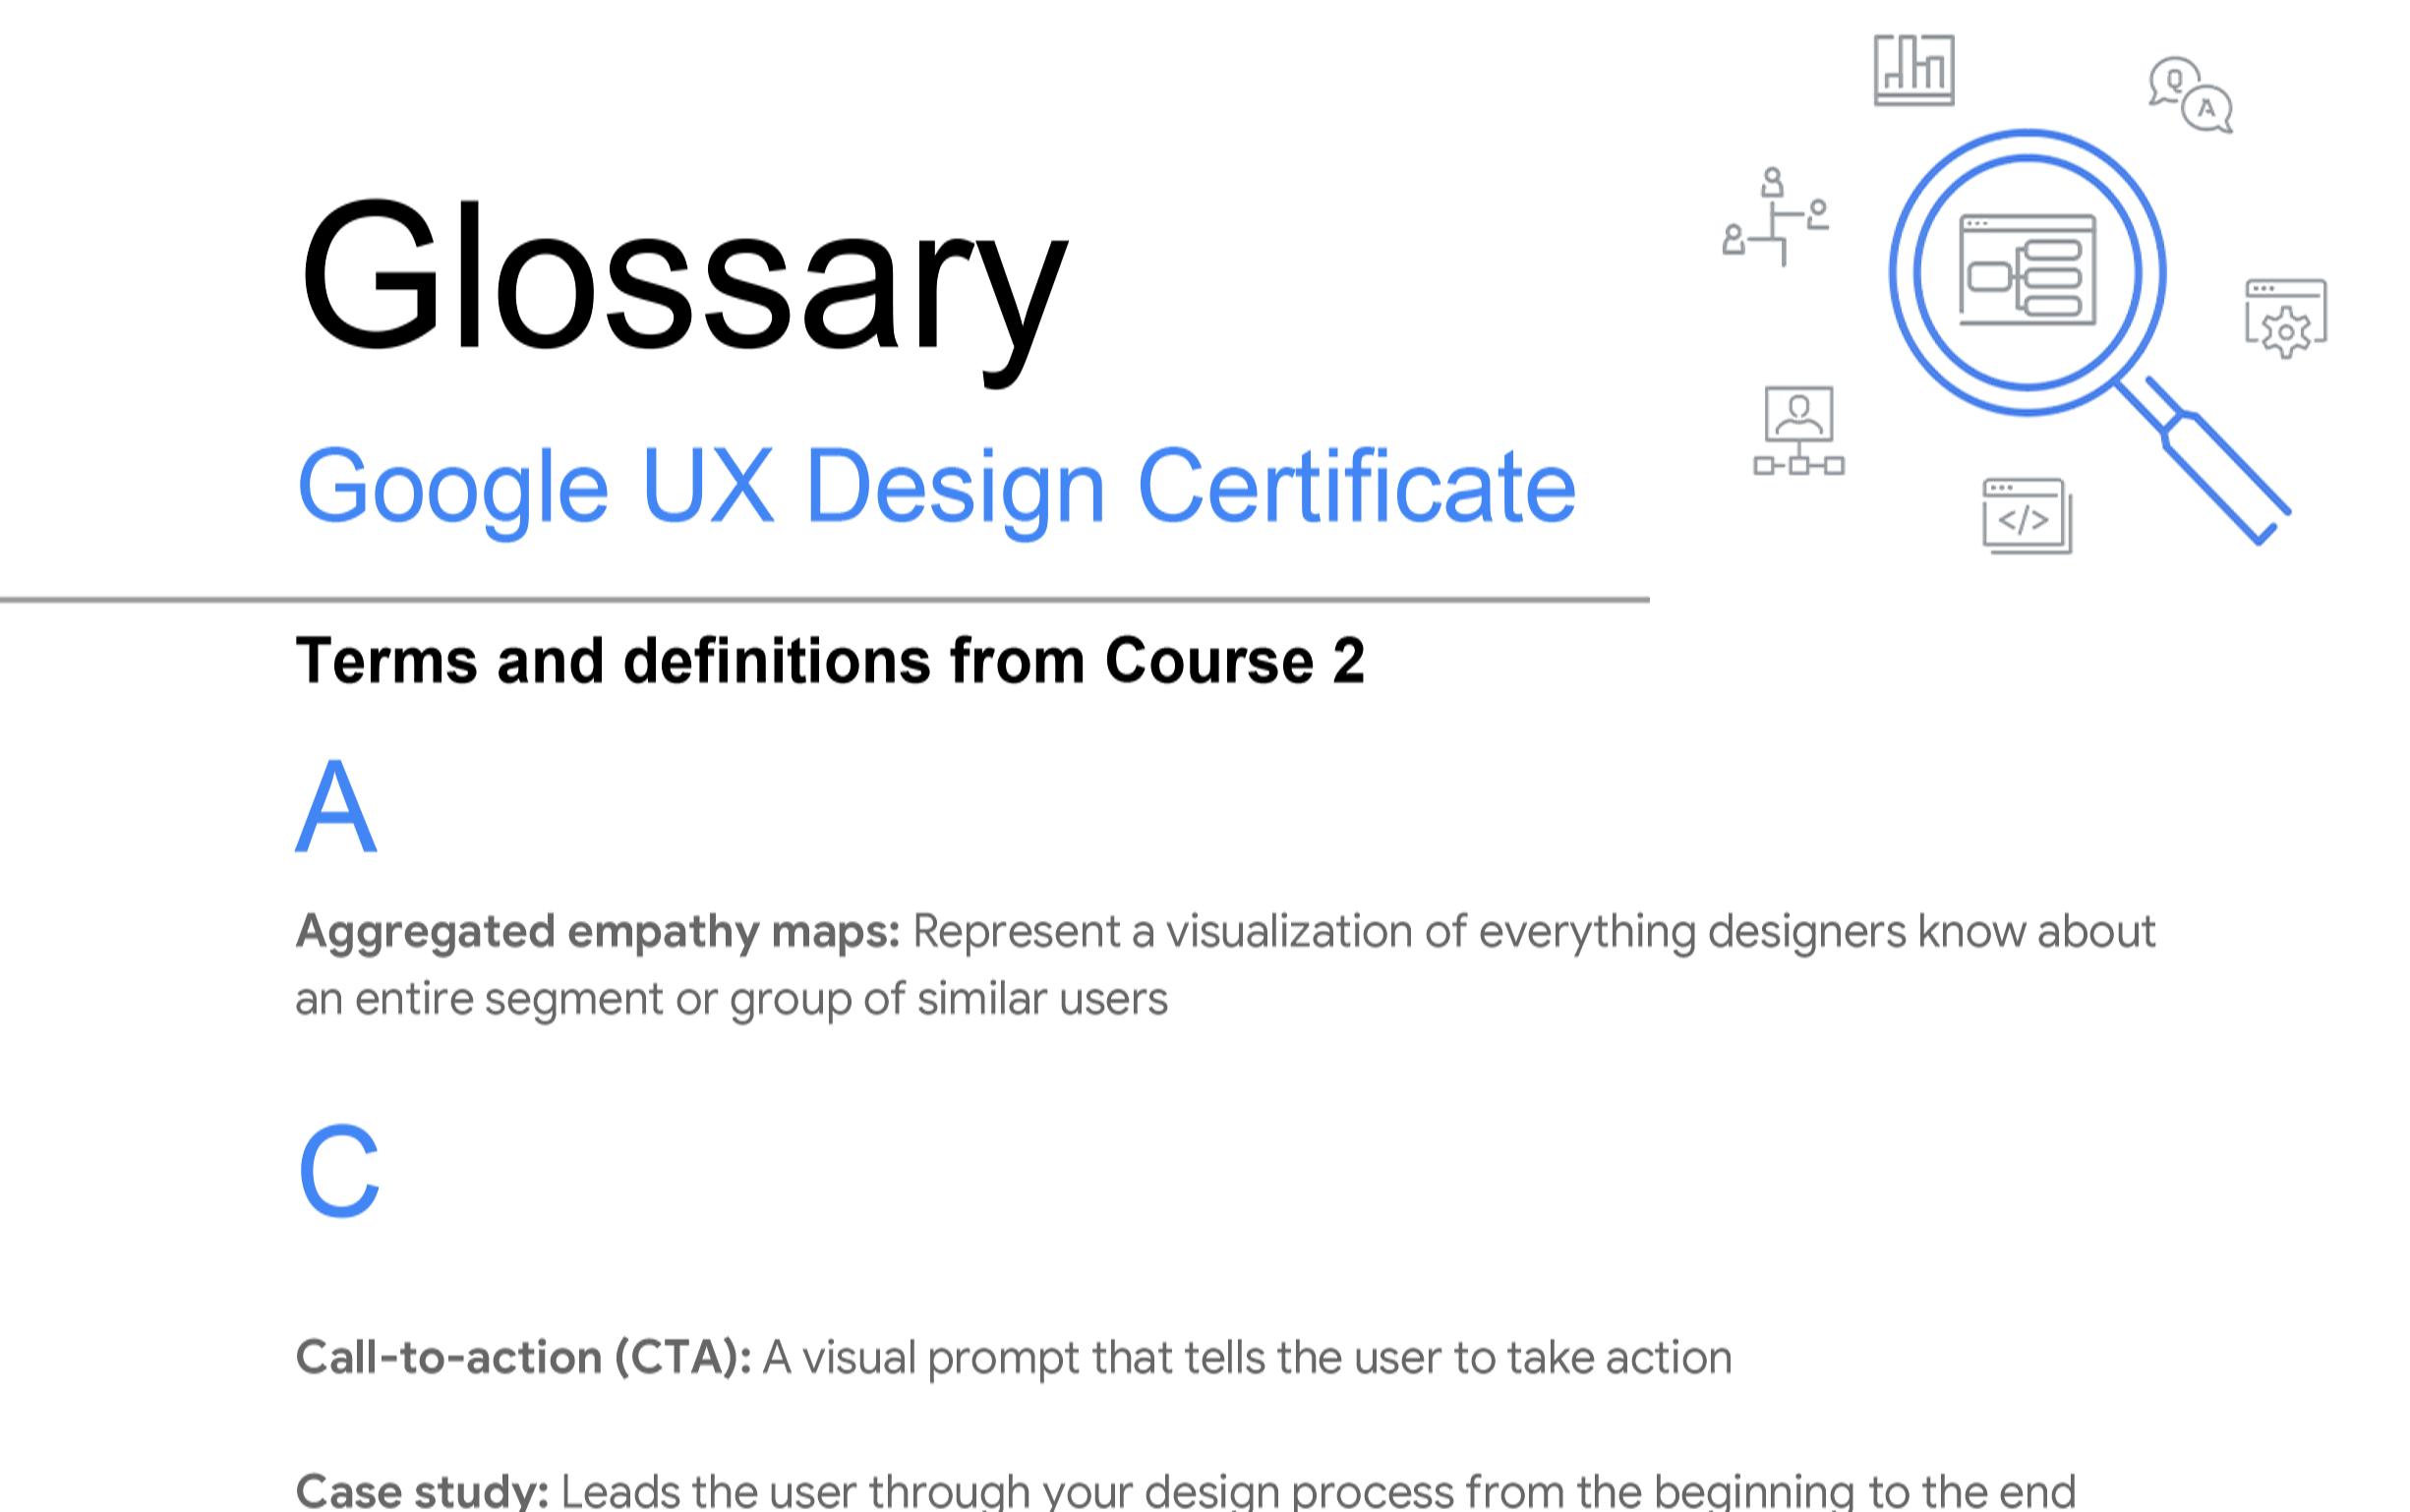 Q
A
Glossary
Google UX Design Certificate
</>
Terms and definitions from Course 2
A
Aggregated empathy maps: Represent a visualization of everything designers know about
an entire segment or group of similar users
C
Call-to-action (CTA): A visual prompt that tells the user to take action
Case study: Leads the user through your design process from the beginning to the end